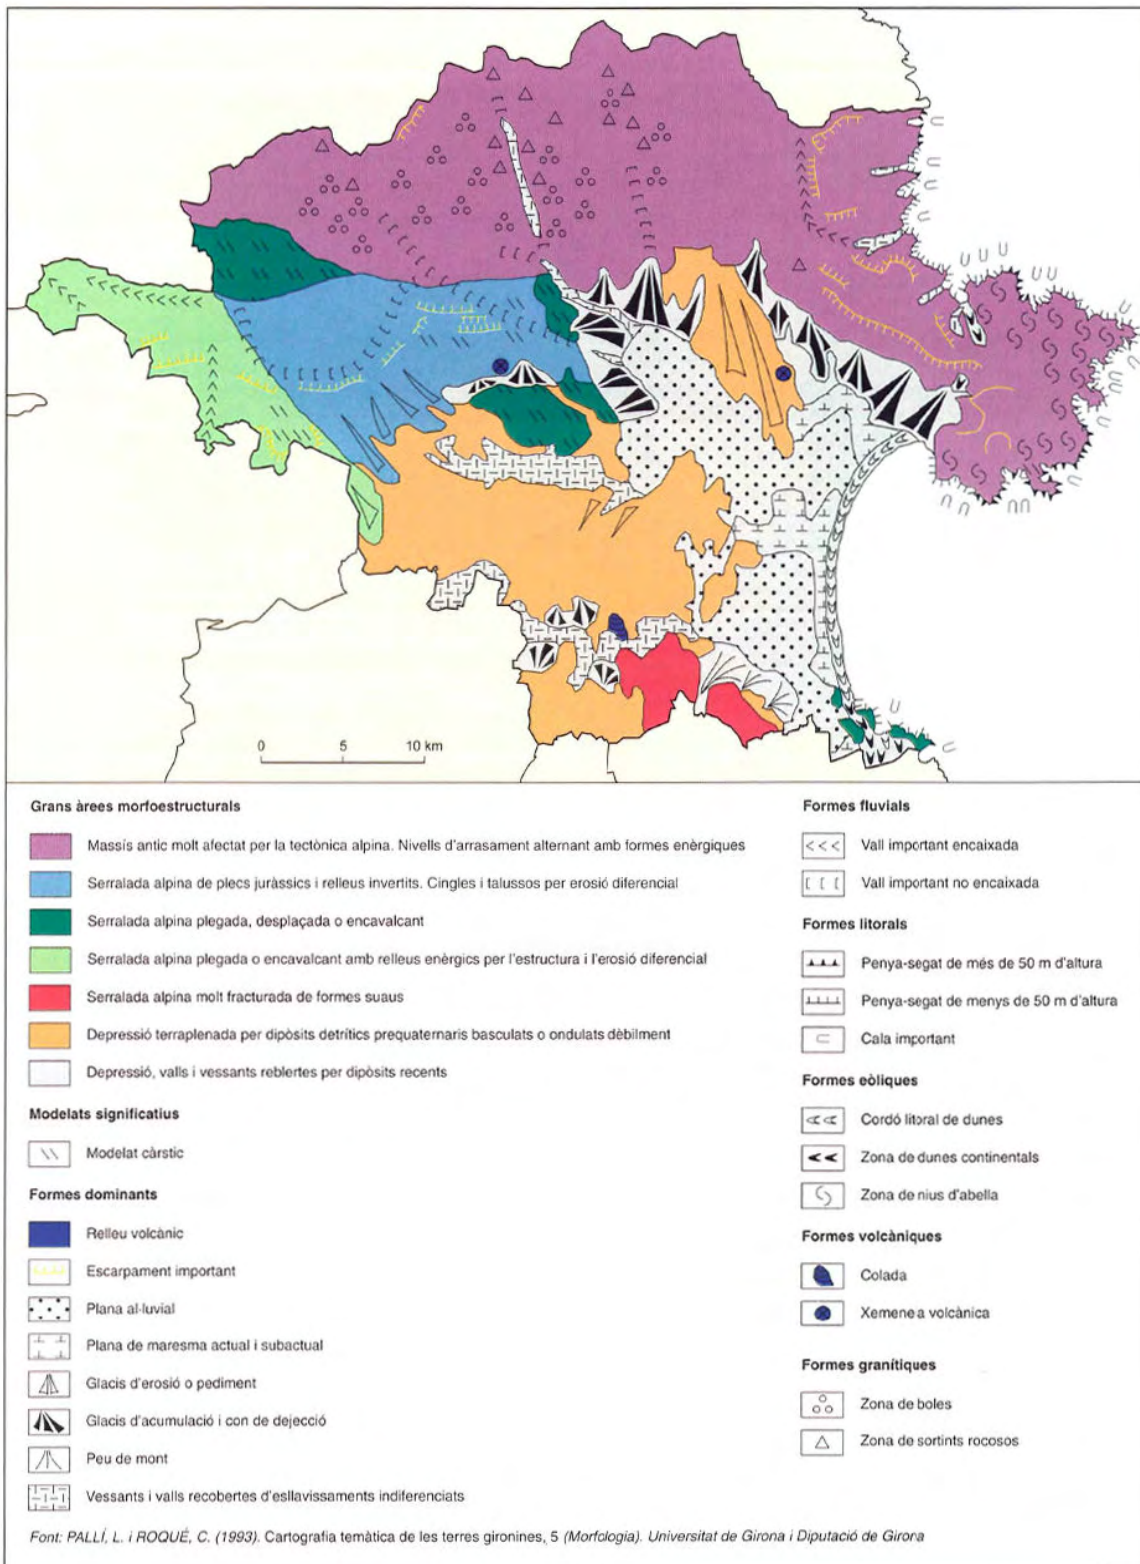 0 5 10 km
Grans àrees morfoestructurals
Massís antic molt afectat per la tectònica alpina. Nivells d'arrasament alternant amb formes enèrgiques
Serralada alpina de plecs juràssics i relleus invertits. Cingles i talussos per erosió diferencial
Serralada alpina plegada, desplaçada o encavalcant
Serralada alpina plegada o encavalcant amb relleus enèrgics per l'estructura i l'erosió diferencial
Serralada alpina molt fracturada de formes suaus
Depressió terraplenada per dipòsits detrítics prequaternaris basculats o ondulats dèbilment
Depressió, valls i vessants reblertes per dipòsits recents
Modelats significatius
Modelat càrstic
Formes dominants
Relleu volcànic
Escarpament important
Plana al·luvial
Plana de maresma actual i subactual
Glacis d'erosió o pediment
Glacis d'acumulació i con de dejecció
Peu de mont
Vessants i valls recobertes d'esllavissaments indiferenciats
Formes fluvials
Vall important encaixada
Vall important no encaixada
Formes litorals
Penya-segat de més de 50 m d'altura
Penya-segat de menys de 50 m d'altura
Cala important
Formes eòliques
Cordó litoral de dunes
Zona de dunes continentals
Zona de nius d'abella
Formes volcàniques
Colada
Xemeneia volcànica
Formes granítiques
Zona de boles
Zona de sortints rocosos
Font: PALLÍ, L. i ROQUÉ, C. (1993). Cartografia temàtica de les terres gironines, 5 (Morfologia). Universitat de Girona i Diputació de Girona